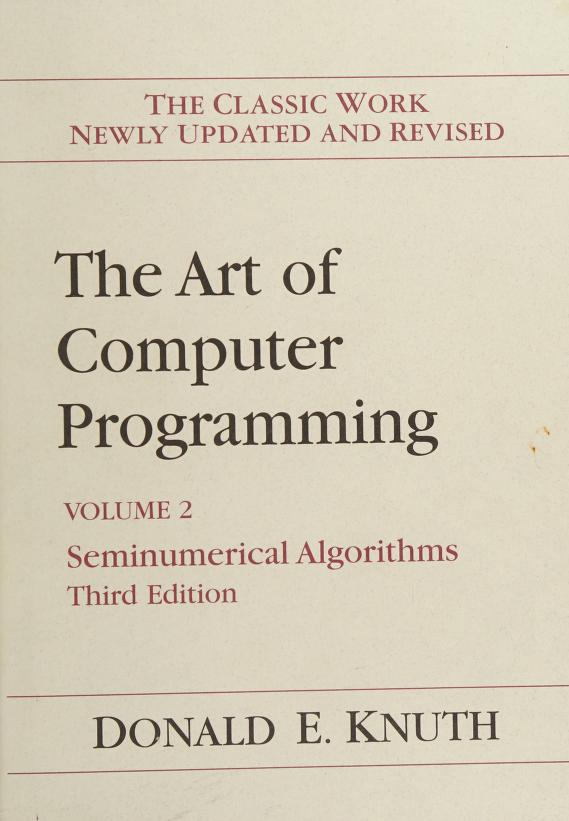 THE CLASSIC WORK
NEWLY UPDATED AND REVISED
The Art of
Computer
Programming
VOLUME 2
Seminumerical Algorithms
Third Edition
DONALD E. KNUTH